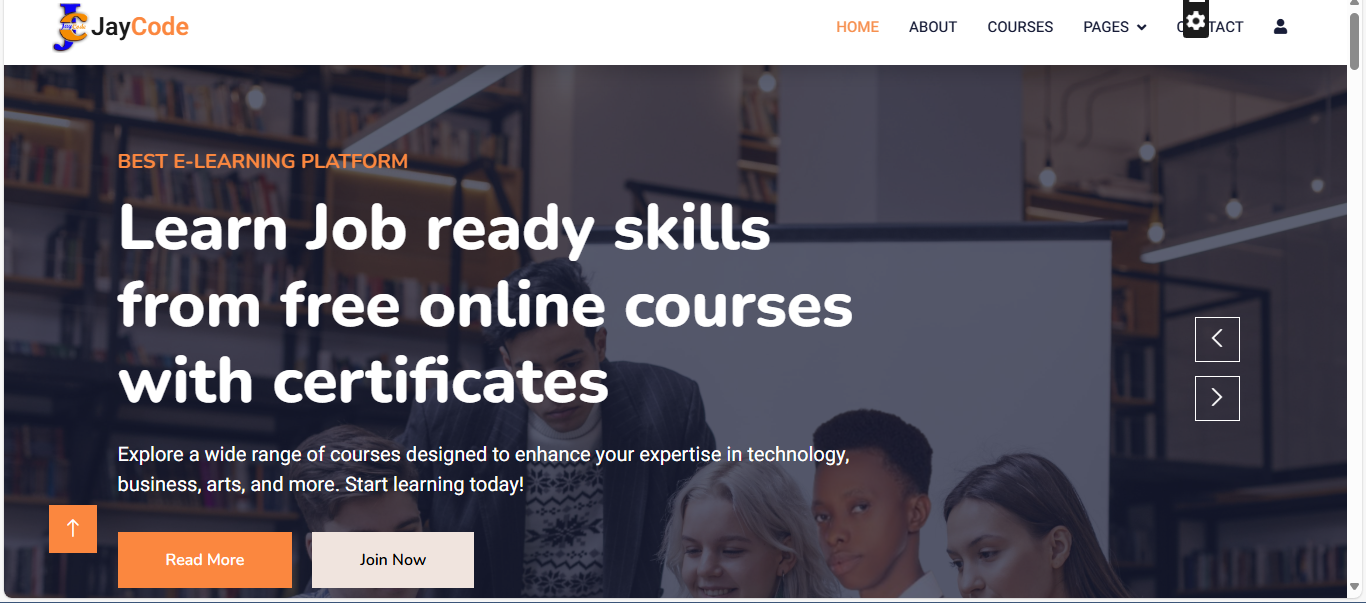 JayCode
HOME ABOUT COURSES PAGES
BEST E-LEARNING PLATFORM
Learn Job ready skills
from free online courses
with certificates
Explore a wide range of courses designed to enhance your expertise in technology,
business, arts, and more. Start learning today!
Read More Join Now